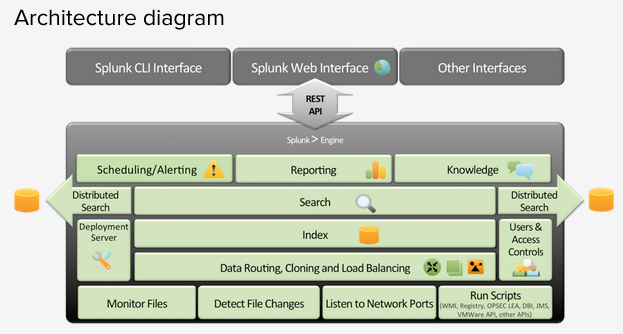 Architecture diagram
Splunk CLI Interface
Splunk Web Interface
Other Interfaces
REST
API
Splunk > Engine
Scheduling/Alerting
Reporting
Knowledge
Distributed
Search
Search
Distributed
Search
Deployment
Server
Index
Users &
Access
Controls
Data Routing, Cloning and Load Balancing
Monitor Files
Detect File Changes
Listen to Network Ports
Run Scripts
(WMI, Registry, OPSEC LEA, DBI, JMS,
VMWare API, other APIs)